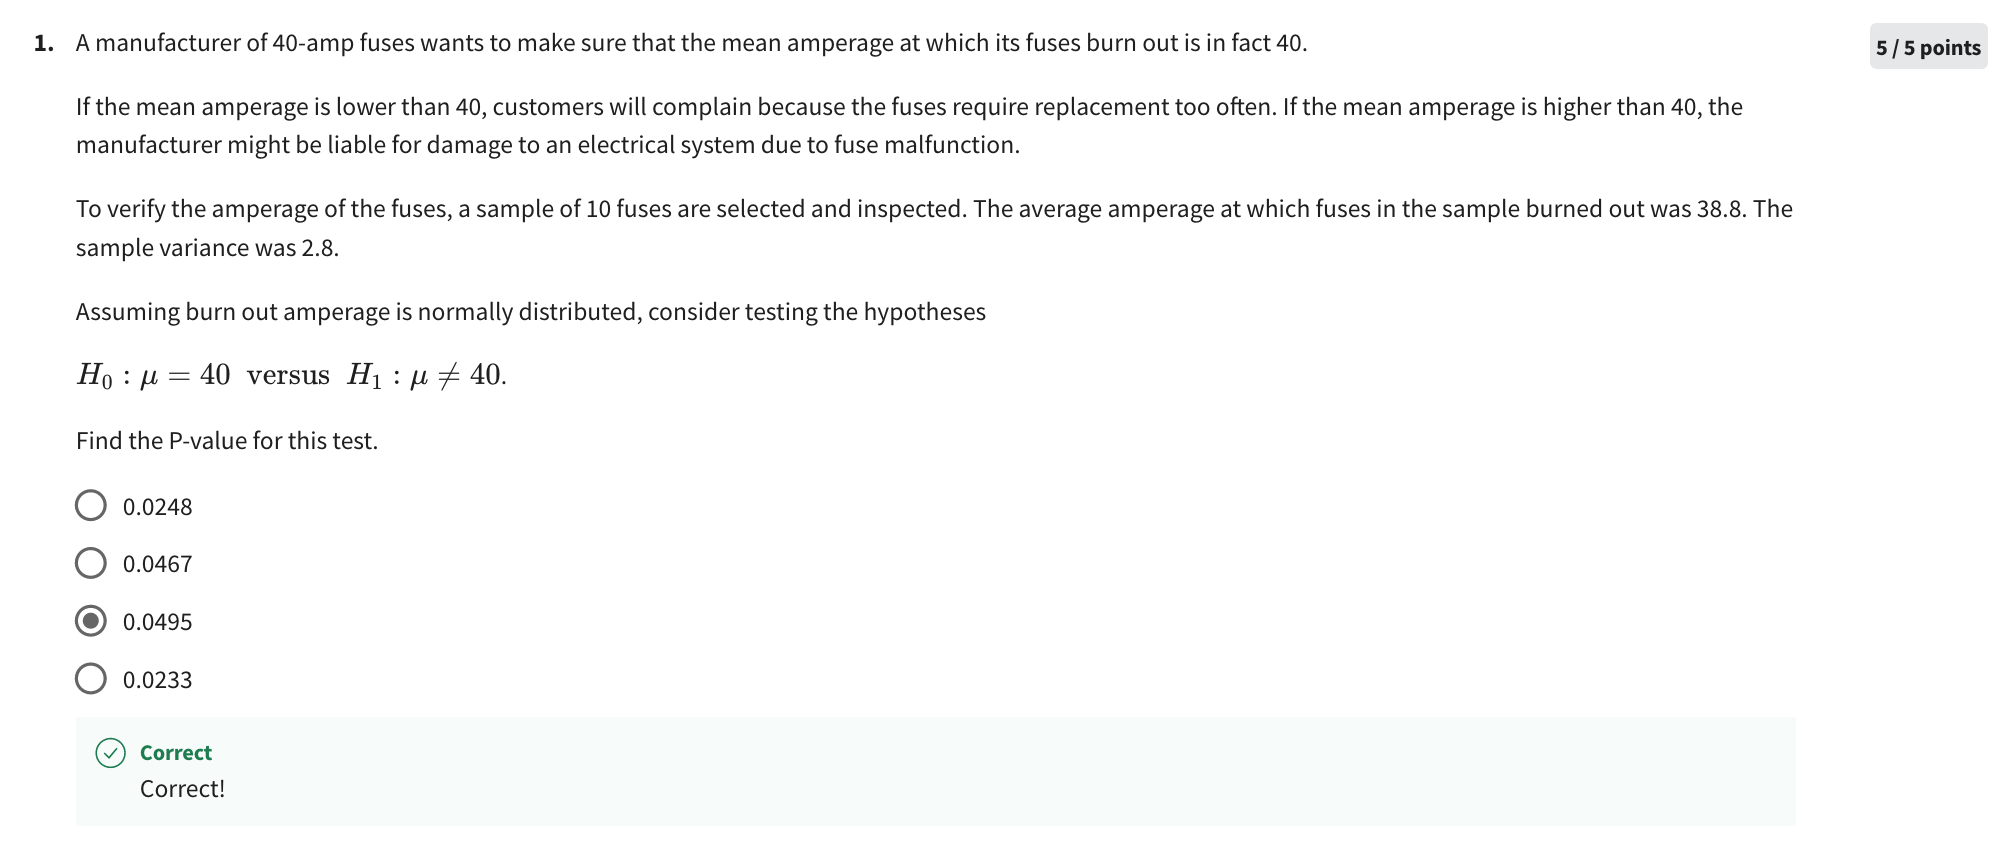 1. A manufacturer of 40-amp fuses wants to make sure that the mean amperage at which its fuses burn out is in fact 40.
5 / 5 points
If the mean amperage is lower than 40, customers will complain because the fuses require replacement too often. If the mean amperage is higher than 40, the
manufacturer might be liable for damage to an electrical system due to fuse malfunction.
To verify the amperage of the fuses, a sample of 10 fuses are selected and inspected. The average amperage at which fuses in the sample burned out was 38.8. The
sample variance was 2.8.
Assuming burn out amperage is normally distributed, consider testing the hypotheses
H₀ : μ = 40 versus H₁ : μ ≠ 40.
Find the P-value for this test.
0.0248
0.0467
0.0495
0.0233
Correct
Correct!